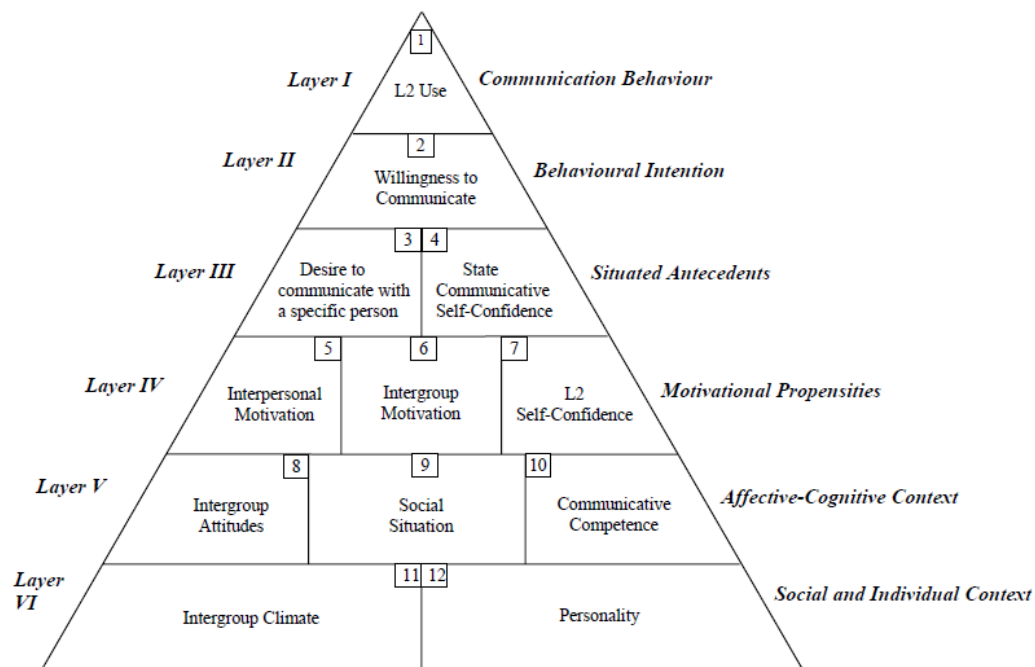 1
Layer I
L2 Use
Communication Behaviour
2
Layer II
Willingness to
Communicate
Behavioural Intention
3 4
Layer III
Desire to
communicate with
a specific person
State
Communicative
Self-Confidence
Situated Antecedents
5 6 7
Layer IV
Interpersonal
Motivation
Intergroup
Motivation
L2
Self-Confidence
Motivational Propensities
8 9 10
Layer V
Intergroup
Attitudes
Social
Situation
Communicative
Competence
Affective-Cognitive Context
11 12
Layer
VI
Intergroup Climate
Personality
Social and Individual Context